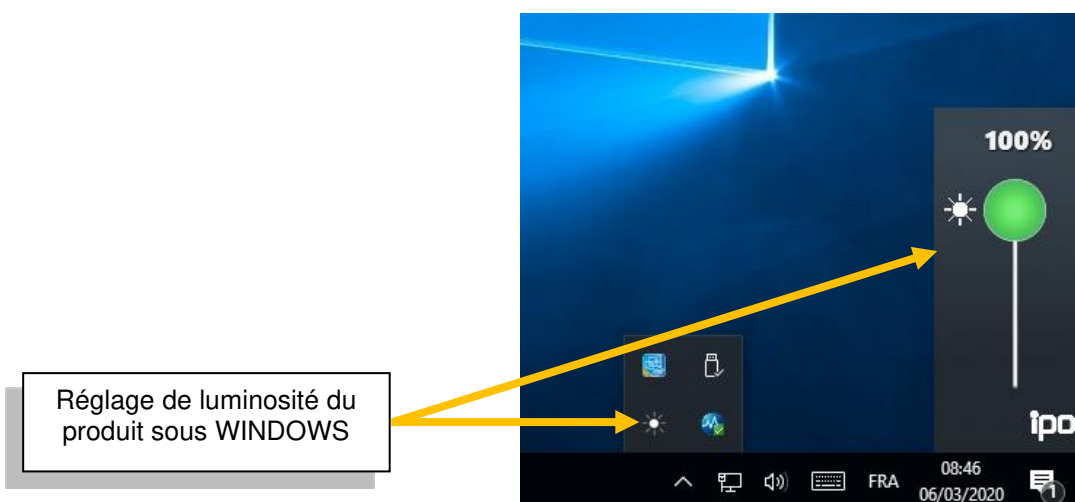 100%
Réglage de luminosité du
produit sous WINDOWS
ipo
FRA
08:46
06/03/2020
1